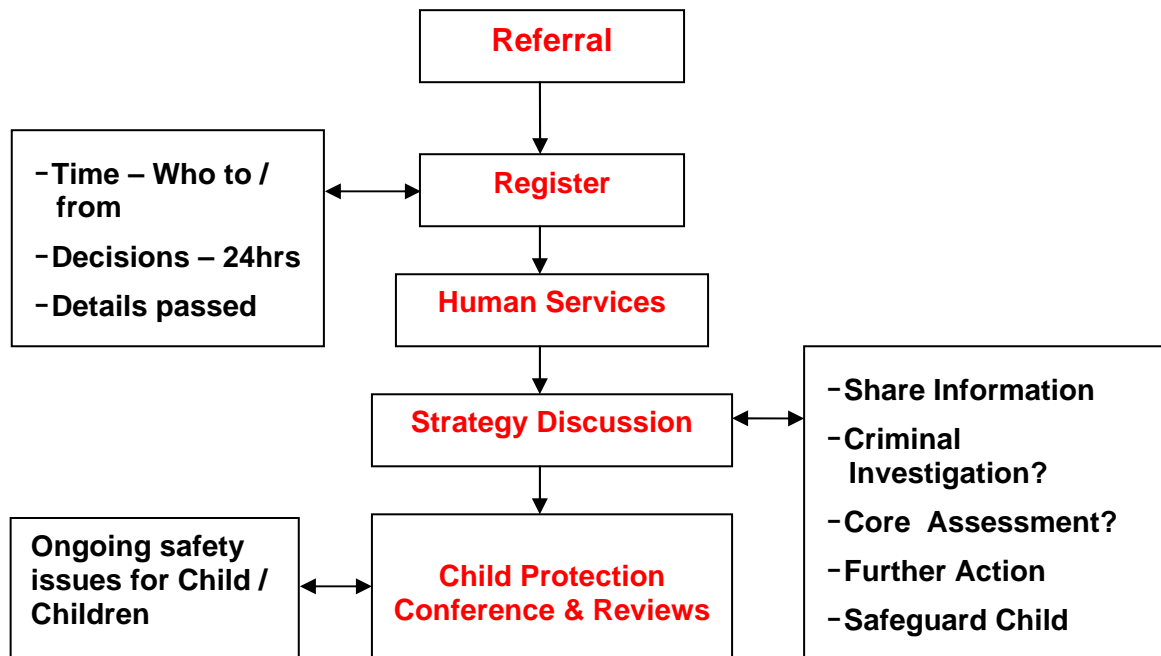 Referral
−Time – Who to /
from
−Decisions – 24hrs
−Details passed
Register
Human Services
Strategy Discussion
−Share Information
−Criminal
Investigation?
−Core Assessment?
−Further Action
−Safeguard Child
Ongoing safety
issues for Child /
Children
Child Protection
Conference & Reviews